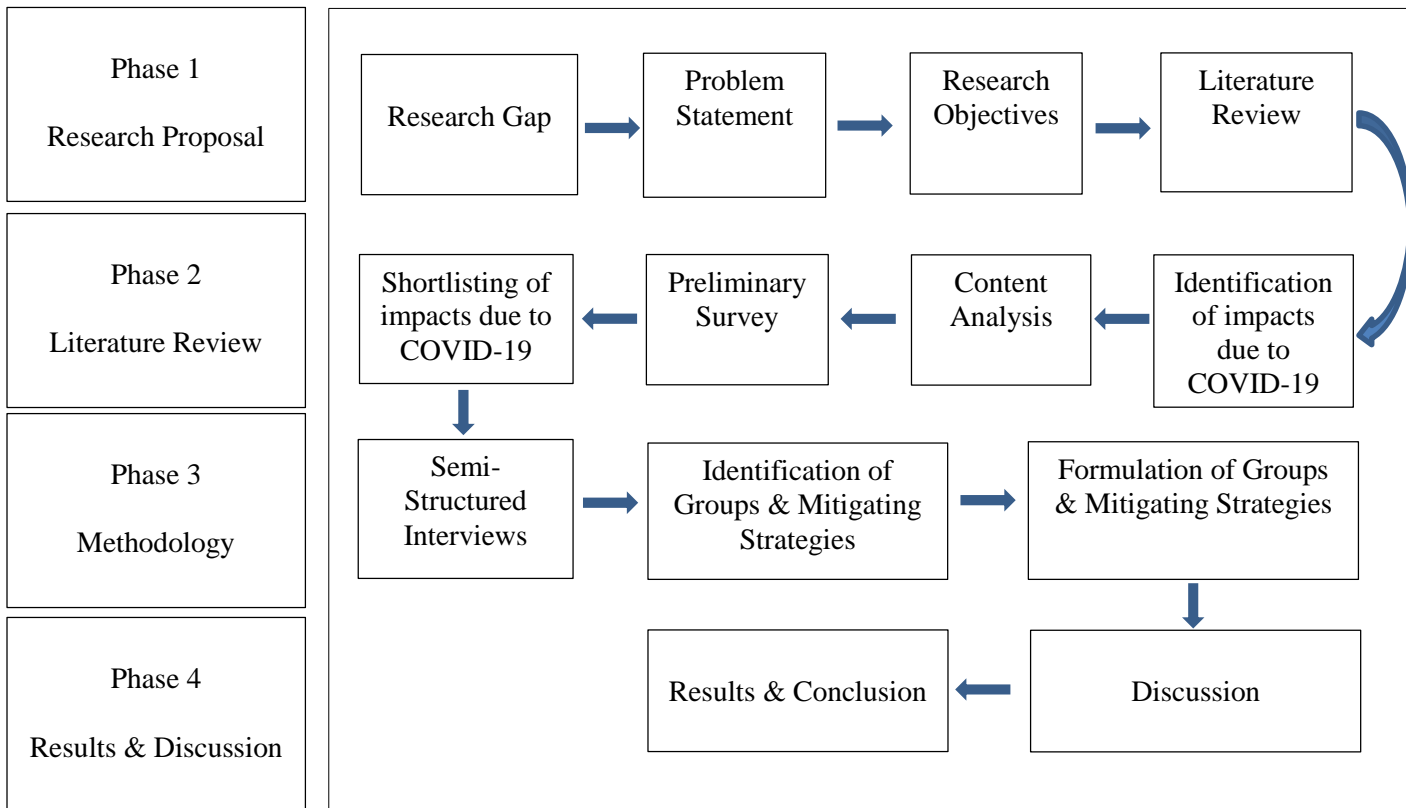 Phase 1
Research Proposal
Research Gap
Problem
Statement
Research
Objectives
Literature
Review
Phase 2
Literature Review
Shortlisting of
impacts due to
COVID-19
Preliminary
Survey
Content
Analysis
Identification
of impacts
due to
COVID-19
Phase 3
Methodology
Semi-
Structured
Interviews
Identification of
Groups & Mitigating
Strategies
Formulation of Groups
& Mitigating Strategies
Phase 4
Results & Discussion
Results & Conclusion
Discussion